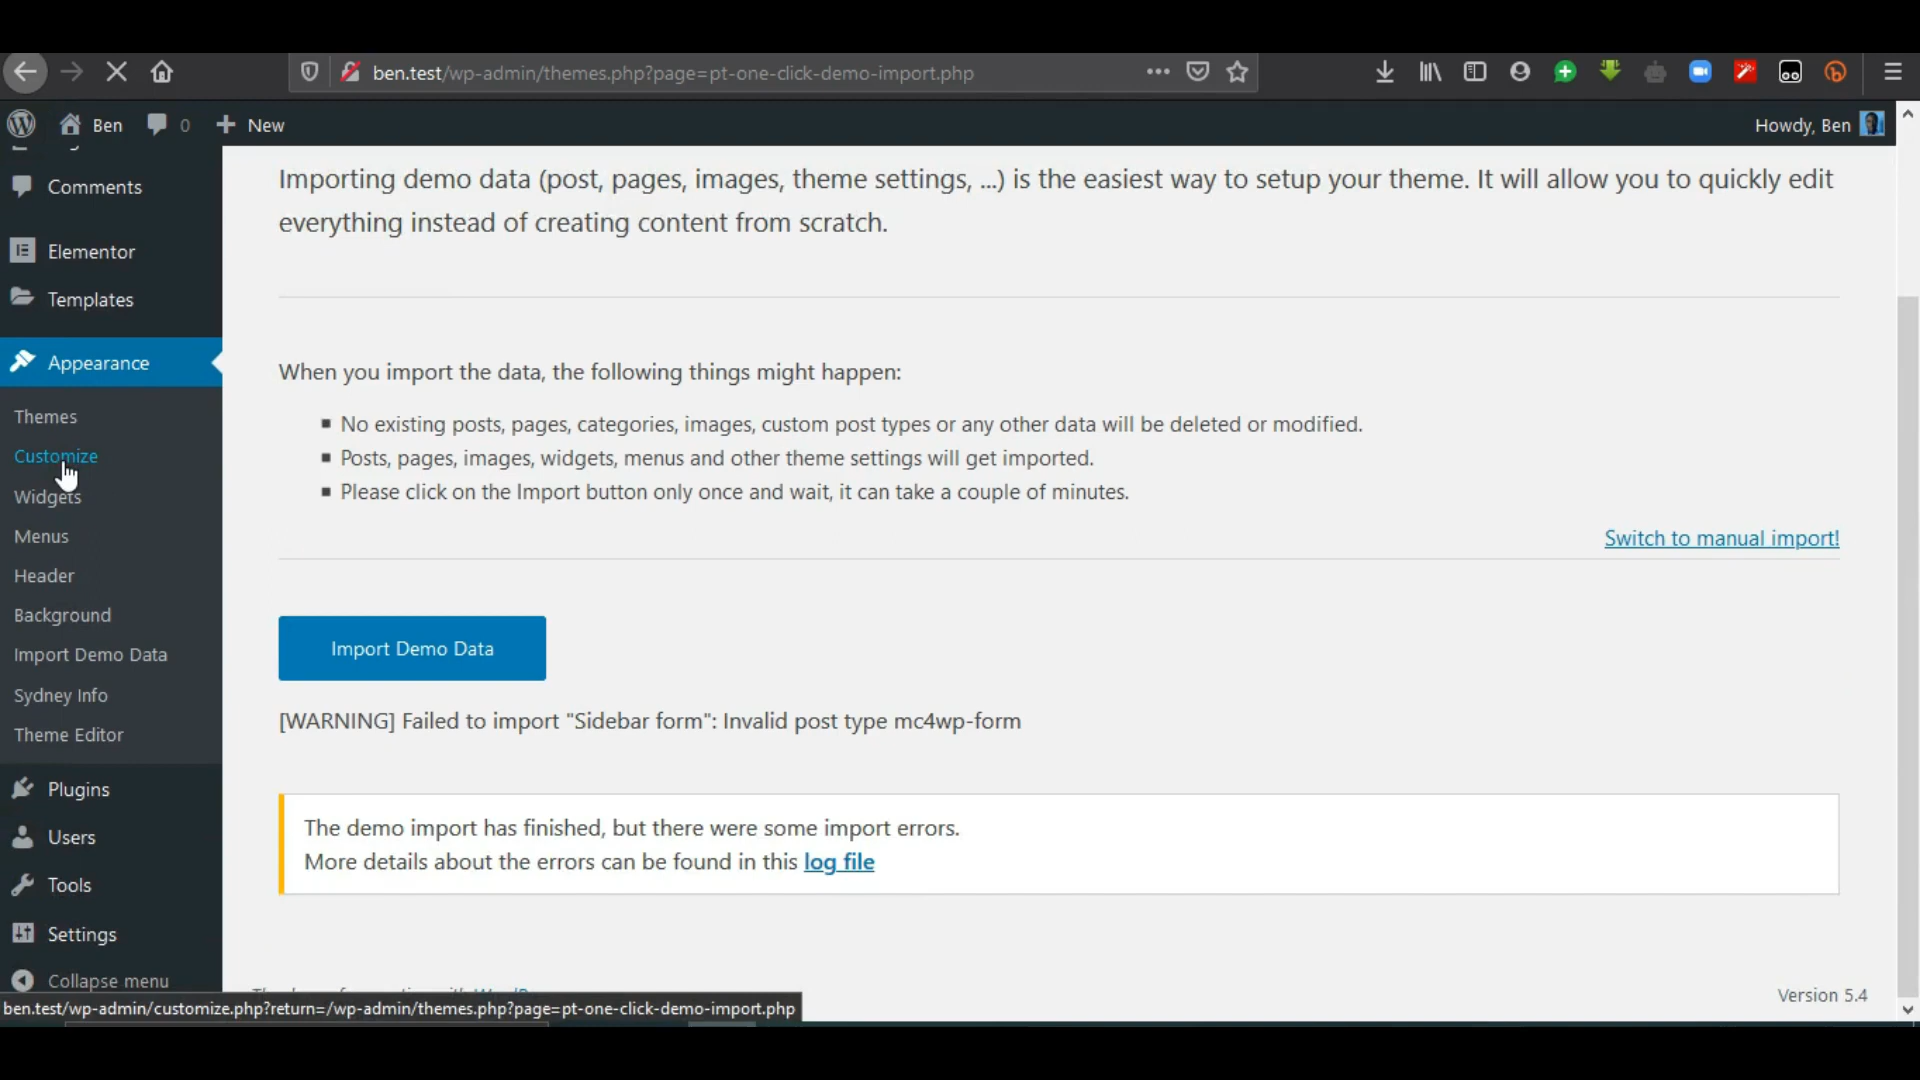 ben.test/wp-admin/themes.php?page=pt-one-click-demo-import.php
Ben
0
New
Howdy, Ben
Comments
Elementor
Templates
Appearance
Themes
Customize
Widgets
Menus
Header
Background
Import Demo Data
Sydney Info
Theme Editor
Plugins
Users
Tools
Settings
Collapse menu
Importing demo data (post, pages, images, theme settings, ...) is the easiest way to setup your theme. It will allow you to quickly edit
everything instead of creating content from scratch.
When you import the data, the following things might happen:
No existing posts, pages, categories, images, custom post types or any other data will be deleted or modified.
Posts, pages, images, widgets, menus and other theme settings will get imported.
Please click on the Import button only once and wait, it can take a couple of minutes.
Switch to manual import!
Import Demo Data
[WARNING] Failed to import "Sidebar form": Invalid post type mc4wp-form
The demo import has finished, but there were some import errors.
More details about the errors can be found in this log file
Version 5.4
ben.test/wp-admin/customize.php?return=/wp-admin/themes.php?page=pt-one-click-demo-import.php